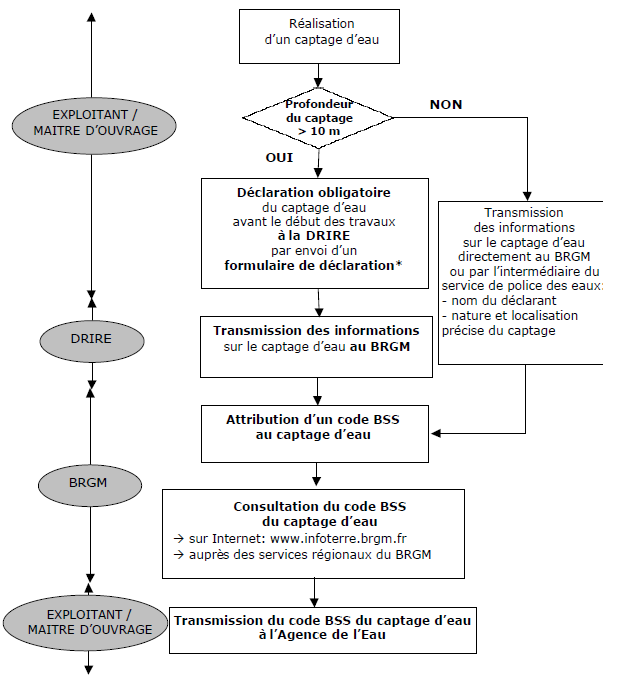 Réalisation
d'un captage d'eau
EXPLOITANT /
MAITRE D'OUVRAGE
Profondeur
du captage
> 10 m
NON
OUI
Déclaration obligatoire
du captage d'eau
avant le début des travaux
à la DRIRE
par envoi d'un
formulaire de déclaration*
Transmission
des informations
sur le captage d'eau
directement au BRGM
ou par l'intermédiaire du
service de police des eaux:
- nom du déclarant
- nature et localisation
précise du captage
DRIRE
Transmission des informations
sur le captage d'eau au BRGM
Attribution d'un code BSS
au captage d'eau
BRGM
Consultation du code BSS
du captage d'eau
→ sur Internet: www.infoterre.brgm.fr
→ auprès des services régionaux du BRGM
EXPLOITANT /
MAITRE D'OUVRAGE
Transmission du code BSS du captage d'eau
à l'Agence de l'Eau